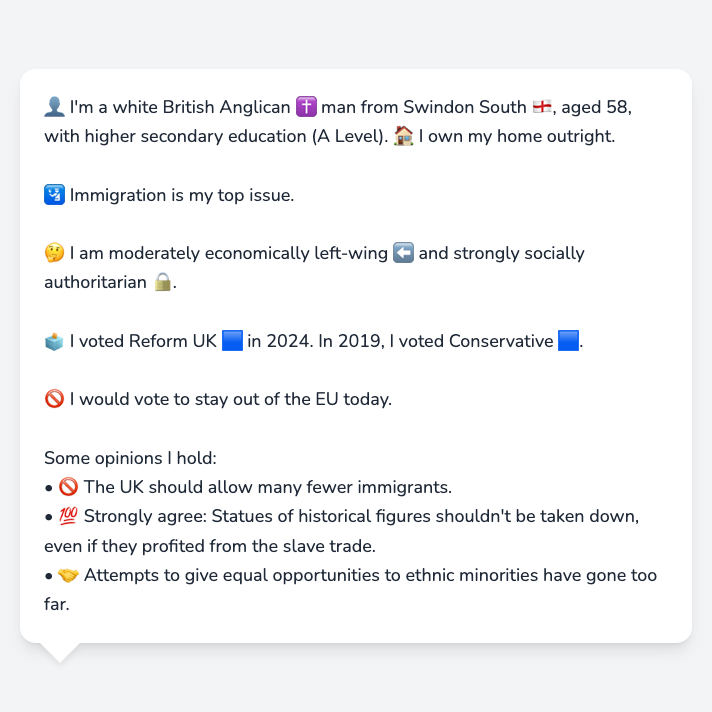 👤 I'm a white British Anglican ✝️ man from Swindon South 🏴󠁧󠁢󠁥󠁮󠁧󠁿, aged 58,
with higher secondary education (A Level). 🏠 I own my home outright.
🛂 Immigration is my top issue.
🤔 I am moderately economically left-wing ⬅️ and strongly socially
authoritarian 🔒.
🗳️ I voted Reform UK 🟦 in 2024. In 2019, I voted Conservative 🟦.
🚫 I would vote to stay out of the EU today.
Some opinions I hold:
• 🚫 The UK should allow many fewer immigrants.
• 💯 Strongly agree: Statues of historical figures shouldn't be taken down,
even if they profited from the slave trade.
• 🤝 Attempts to give equal opportunities to ethnic minorities have gone too
far.